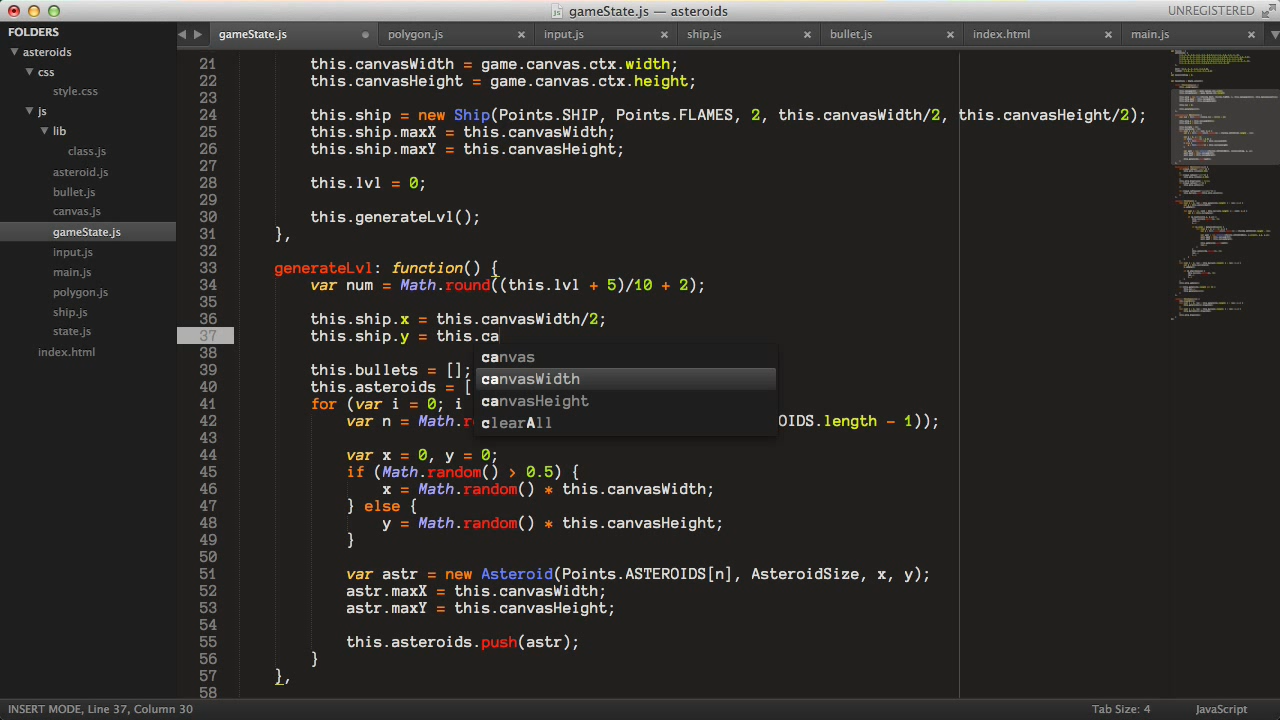 gameState.js — asteroids
UNREGISTERED
FOLDERS
asteroids
css
style.css
js
lib
class.js
asteroid.js
bullet.js
canvas.js
gameState.js
input.js
main.js
polygon.js
ship.js
state.js
index.html
gameState.js polygon.js input.js ship.js bullet.js index.html main.js
21 this.canvasWidth = game.canvas.ctx.width;
22 this.canvasHeight = game.canvas.ctx.height;
23
24 this.ship = new Ship(Points.SHIP, Points.FLAMES, 2, this.canvasWidth/2, this.canvasHeight/2);
25 this.ship.maxX = this.canvasWidth;
26 this.ship.maxY = this.canvasHeight;
27
28 this.lvl = 0;
29
30 this.generateLvl();
31 },
32
33 generateLvl: function() {
34 var num = Math.round((this.lvl + 5)/10 + 2);
35
36 this.ship.x = this.canvasWidth/2;
37 this.ship.y = this.ca
38
39 this.bullets = [];
40 this.asteroids = [
41 for (var i = 0; i
42 var n = Math.r OIDS.length - 1));
43
44 var x = 0, y = 0;
45 if (Math.random() > 0.5) {
46 x = Math.random() * this.canvasWidth;
47 } else {
48 y = Math.random() * this.canvasHeight;
49 }
50
51 var astr = new Asteroid(Points.ASTEROIDS[n], AsteroidSize, x, y);
52 astr.maxX = this.canvasWidth;
53 astr.maxY = this.canvasHeight;
54
55 this.asteroids.push(astr);
56 }
57 },
58
canvas
canvasWidth
canvasHeight
clearAll
INSERT MODE, Line 37, Column 30
Tab Size: 4
JavaScript